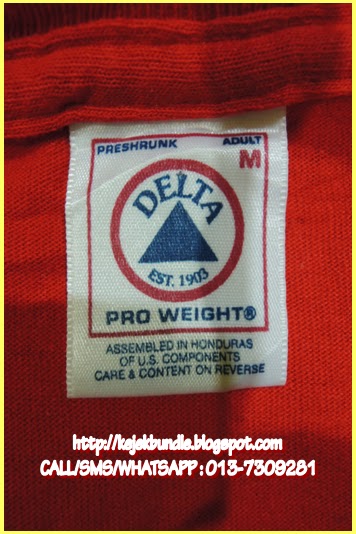 PRESHRUNK ADULT
M
DELTA
EST. 1903
PRO WEIGHT®
ASSEMBLED IN HONDURAS
OF U.S. COMPONENTS
CARE & CONTENT ON REVERSE
http://kejekbundle.blogspot.com
CALL/SMS/WHATSAPP : 013-7309281